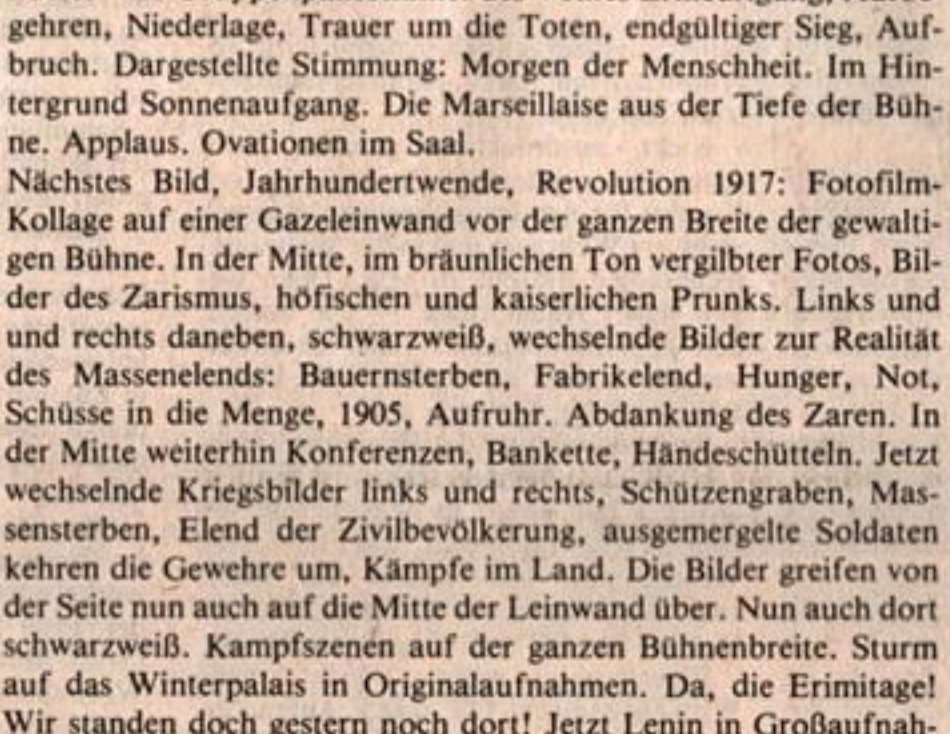 gehren, Niederlage, Trauer um die Toten, endgültiger Sieg, Auf-
bruch. Dargestellte Stimmung: Morgen der Menschheit. Im Hin-
tergrund Sonnenaufgang. Die Marseillaise aus der Tiefe der Büh-
ne. Applaus. Ovationen im Saal.
Nächstes Bild, Jahrhundertwende, Revolution 1917: Fotofilm-
Kollage auf einer Gazeleinwand vor der ganzen Breite der gewalti-
gen Bühne. In der Mitte, im bräunlichen Ton vergilbter Fotos, Bil-
der des Zarismus, höfischen und kaiserlichen Prunks. Links und
und rechts daneben, schwarzweiß, wechselnde Bilder zur Realität
des Massenelends: Bauernsterben, Fabrikelend, Hunger, Not,
Schüsse in die Menge, 1905, Aufruhr. Abdankung des Zaren. In
der Mitte weiterhin Konferenzen, Bankette, Händeschütteln. Jetzt
wechselnde Kriegsbilder links und rechts, Schützengraben, Mas-
sensterben, Elend der Zivilbevölkerung, ausgemergelte Soldaten
kehren die Gewehre um, Kämpfe im Land. Die Bilder greifen von
der Seite nun auch auf die Mitte der Leinwand über. Nun auch dort
schwarzweiß. Kampfszenen auf der ganzen Bühnenbreite. Sturm
auf das Winterpalais in Originalaufnahmen. Da, die Erimitage!
Wir standen doch gestern noch dort! Jetzt Lenin in Großaufnah-